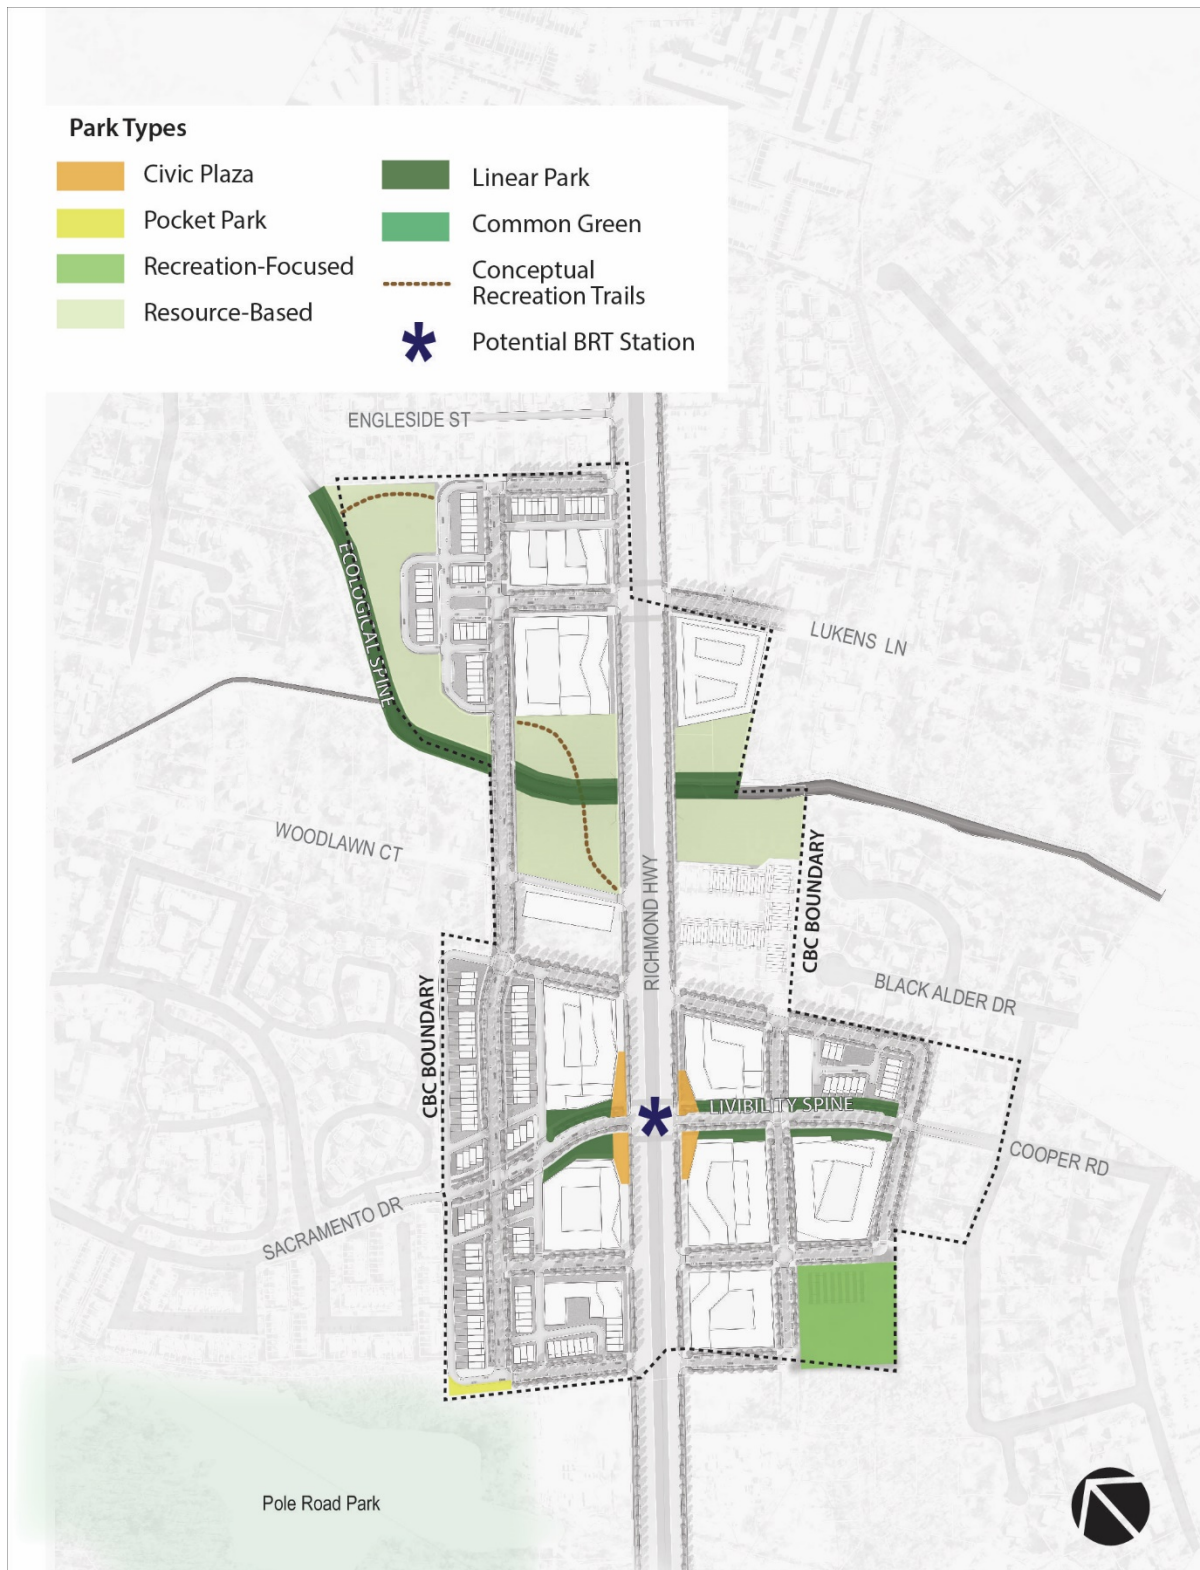 Park Types
Civic Plaza
Pocket Park
Recreation-Focused
Resource-Based
Linear Park
Common Green
Conceptual
Recreation Trails
Potential BRT Station
ENGLESIDE ST
ECOLOGICAL SPINE
LUKENS LN
WOODLAWN CT
RICHMOND HWY
CBC BOUNDARY
BLACK ALDER DR
CBC BOUNDARY
LIVIBILITY SPINE
COOPER RD
SACRAMENTO DR
Pole Road Park